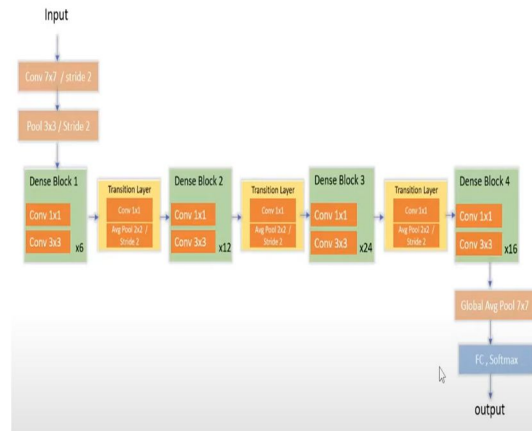 Input
Conv 7x7 / stride 2
Pool 3x3 / Stride 2
Dense Block 1
Conv 1x1
Conv 3x3
x6
Transition Layer
Conv 1x1
Avg Pool 2x2 /
Stride 2
Dense Block 2
Conv 1x1
Conv 3x3
x12
Transition Layer
Conv 1x1
Avg Pool 2x2 /
Stride 2
Dense Block 3
Conv 1x1
Conv 3x3
x24
Transition Layer
Conv 1x1
Avg Pool 2x2 /
Stride 2
Dense Block 4
Conv 1x1
Conv 3x3
x16
Global Avg Pool 7x7
FC , Softmax
output